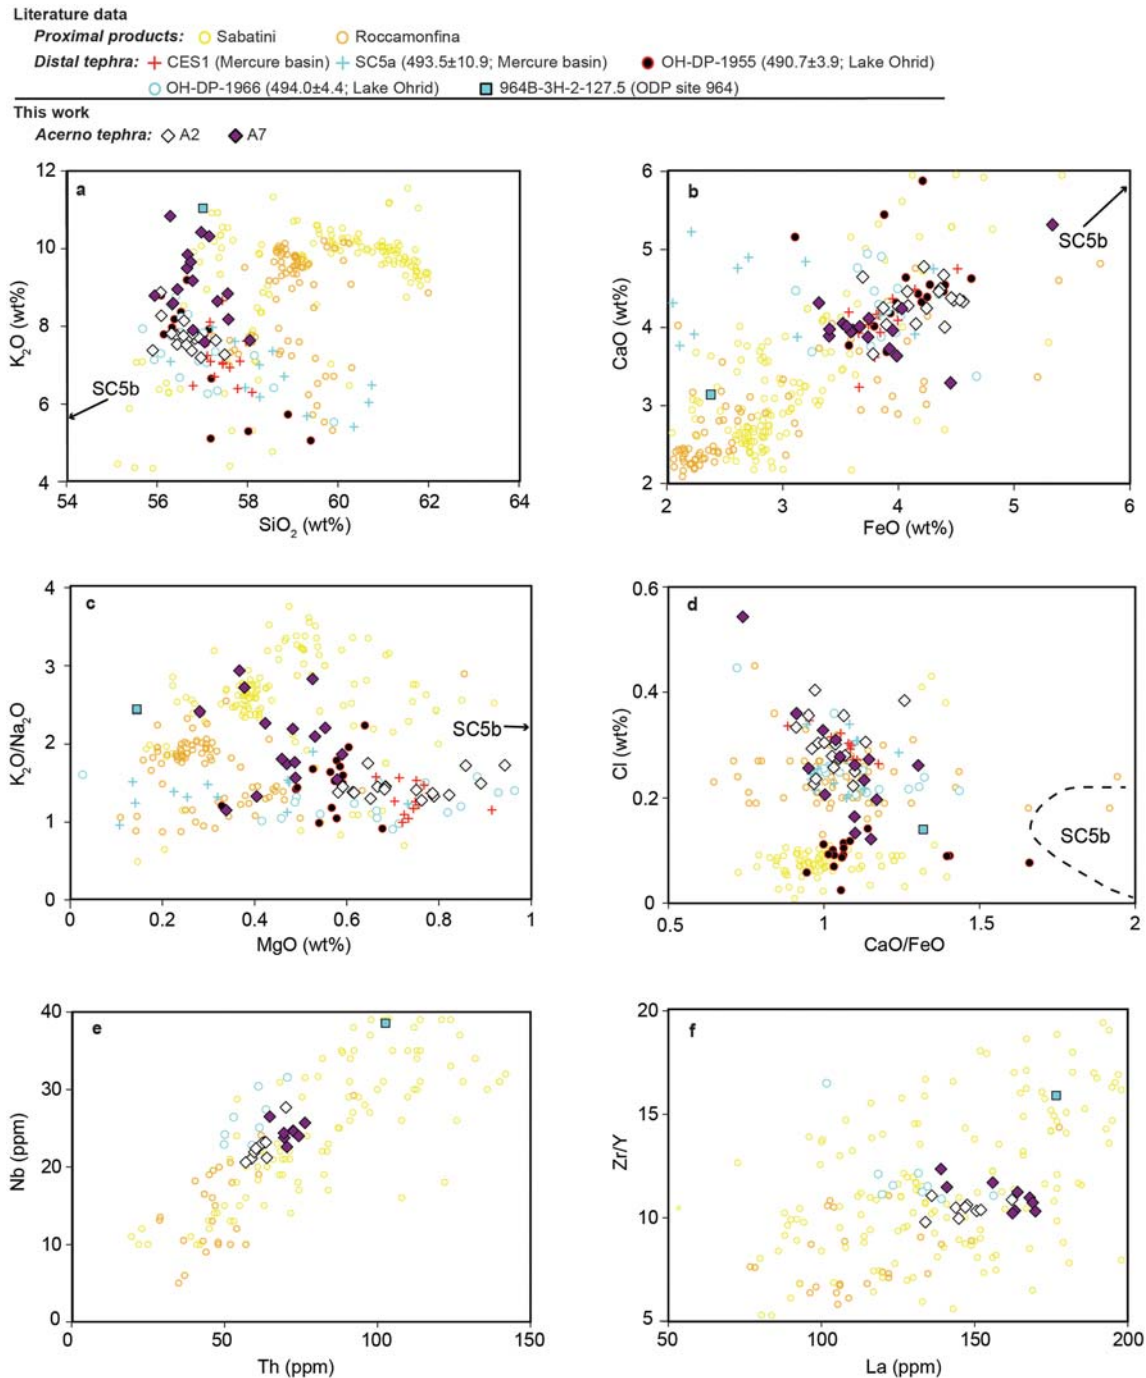 Literature data
Proximal products: Sabatini Roccamonfina
Distal tephra: CES1 (Mercure basin) SC5a (493.5±10.9; Mercure basin) OH-DP-1955 (490.7±3.9; Lake Ohrid)
OH-DP-1966 (494.0±4.4; Lake Ohrid) 964B-3H-2-127.5 (ODP site 964)
This work
Acerno tephra: A2 A7
a
12
10
8
6
4
K2O (wt%)
SC5b
54 56 58 60 62 64
SiO2 (wt%)
b
6
5
4
3
2
CaO (wt%)
SC5b
2 3 4 5 6
FeO (wt%)
c
4
3
2
1
0
K2O/Na2O
SC5b
0 0.2 0.4 0.6 0.8 1
MgO (wt%)
d
0.6
0.4
0.2
0
Cl (wt%)
SC5b
0.5 1 1.5 2
CaO/FeO
e
40
30
20
10
0
Nb (ppm)
0 50 100 150
Th (ppm)
f
20
15
10
5
Zr/Y
50 100 150 200
La (ppm)